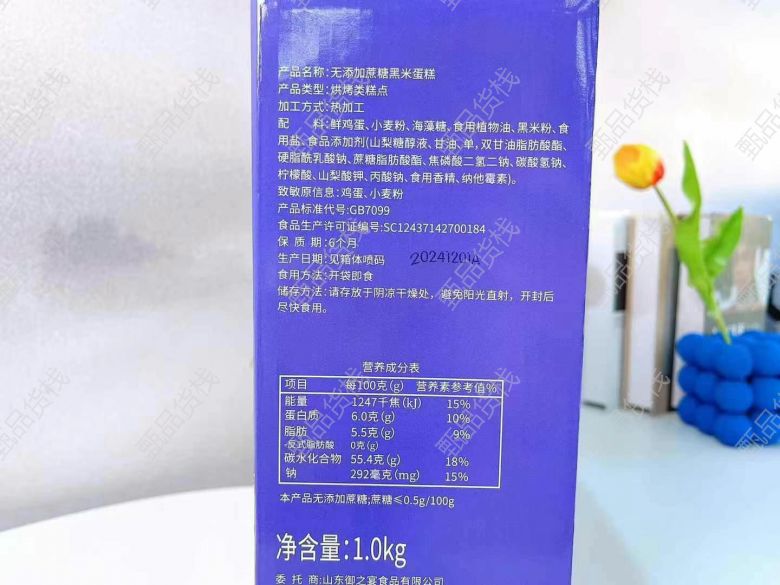 产品名称:无添加蔗糖黑米蛋糕
产品类型:烘烤类糕点
加工方式:热加工
配 料:鲜鸡蛋、小麦粉、海藻糖、食用植物油、黑米粉、食
用盐、食品添加剂(山梨糖醇液、甘油、单,双甘油脂肪酸酯、
硬脂酰乳酸钠、蔗糖脂肪酸酯、焦磷酸二氢二钠、碳酸氢钠、
柠檬酸、山梨酸钾、丙酸钠、食用香精、纳他霉素)。
致敏原信息:鸡蛋、小麦粉
产品标准代号:GB7099
食品生产许可证编号:SC12437142700184
保 质 期:6个月
生产日期:见箱体喷码 20241201A
食用方法:开袋即食
储存方法:请存放于阴凉干燥处,避免阳光直射,开封后
尽快食用。
营养成分表
项目 每100克(g) 营养素参考值%
能量 1247千焦(kJ) 15%
蛋白质 6.0克(g) 10%
脂肪 5.5克(g) 9%
-反式脂肪酸 0克(g)
碳水化合物 55.4克(g) 18%
钠 292毫克(mg) 15%
本产品无添加蔗糖;蔗糖≤0.5g/100g
净含量:1.0kg
委 托 商:山东御之宴食品有限公司
甄品货栈